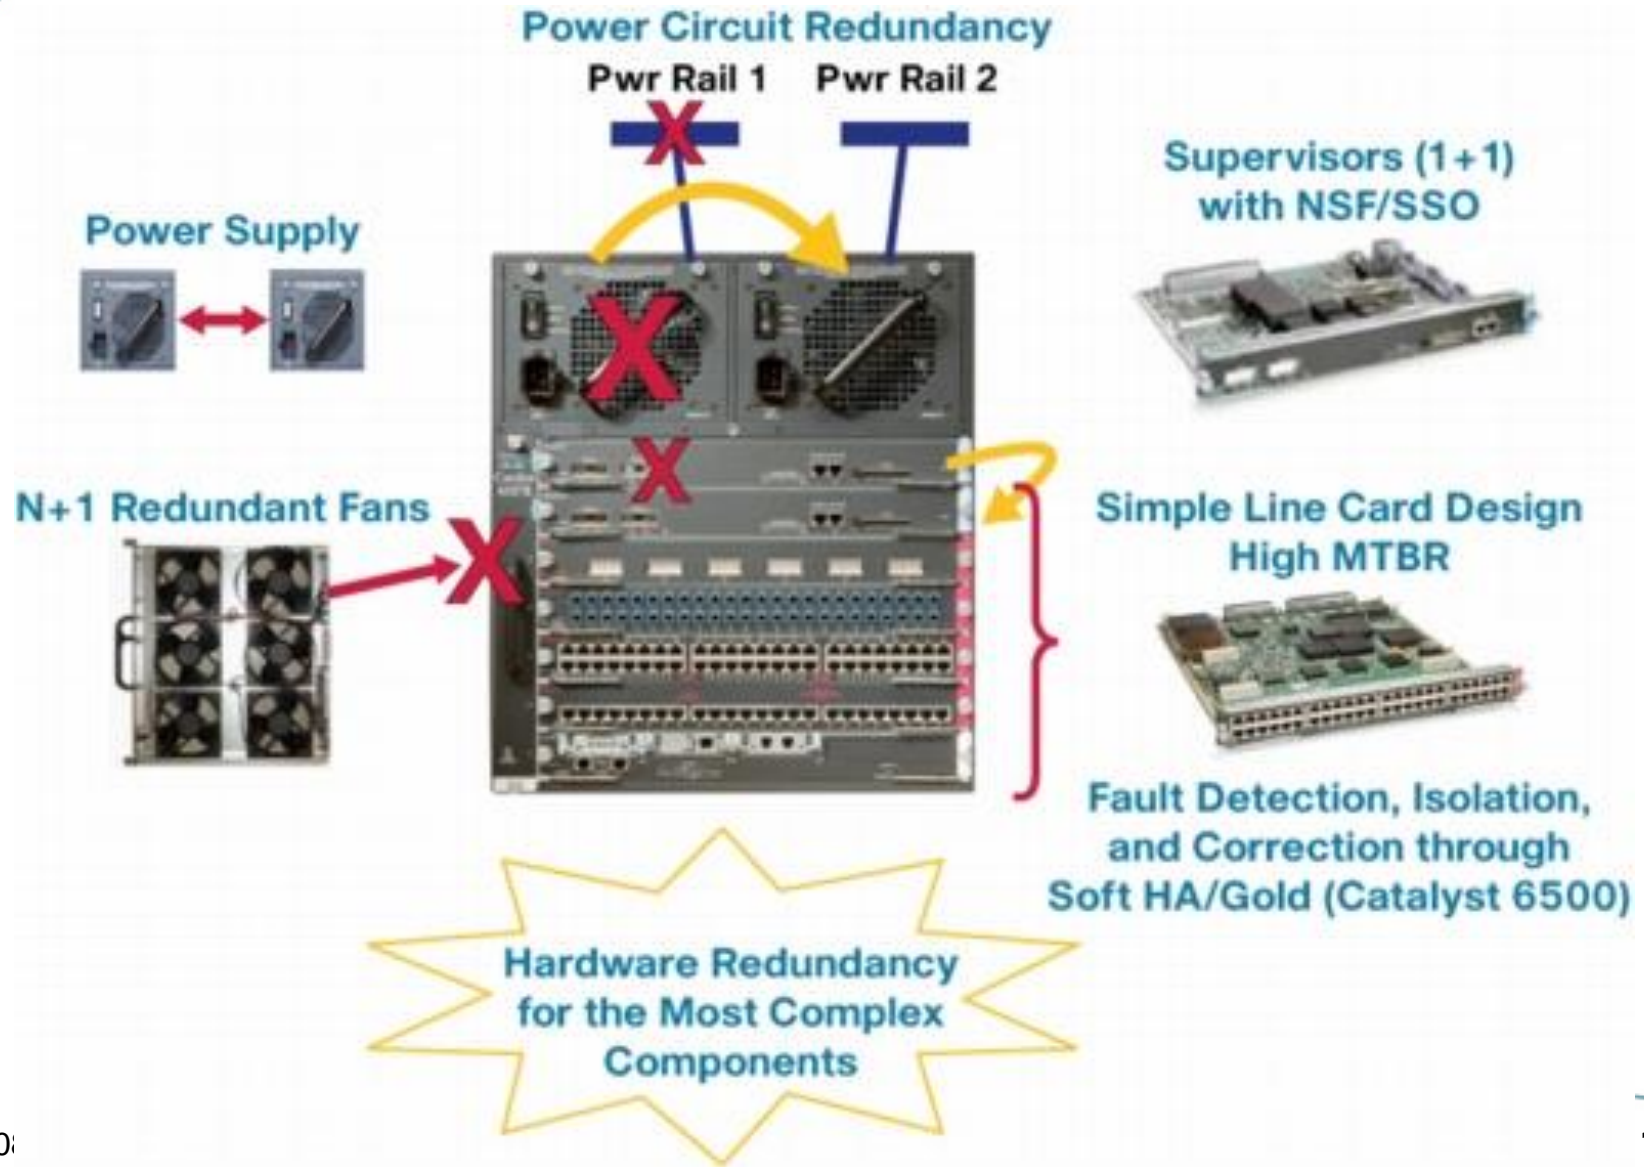 Power Circuit Redundancy
Pwr Rail 1 Pwr Rail 2
Supervisors (1+1)
with NSF/SSO
Power Supply
N+1 Redundant Fans
Simple Line Card Design
High MTBR
Fault Detection, Isolation,
and Correction through
Soft HA/Gold (Catalyst 6500)
Hardware Redundancy
for the Most Complex
Components